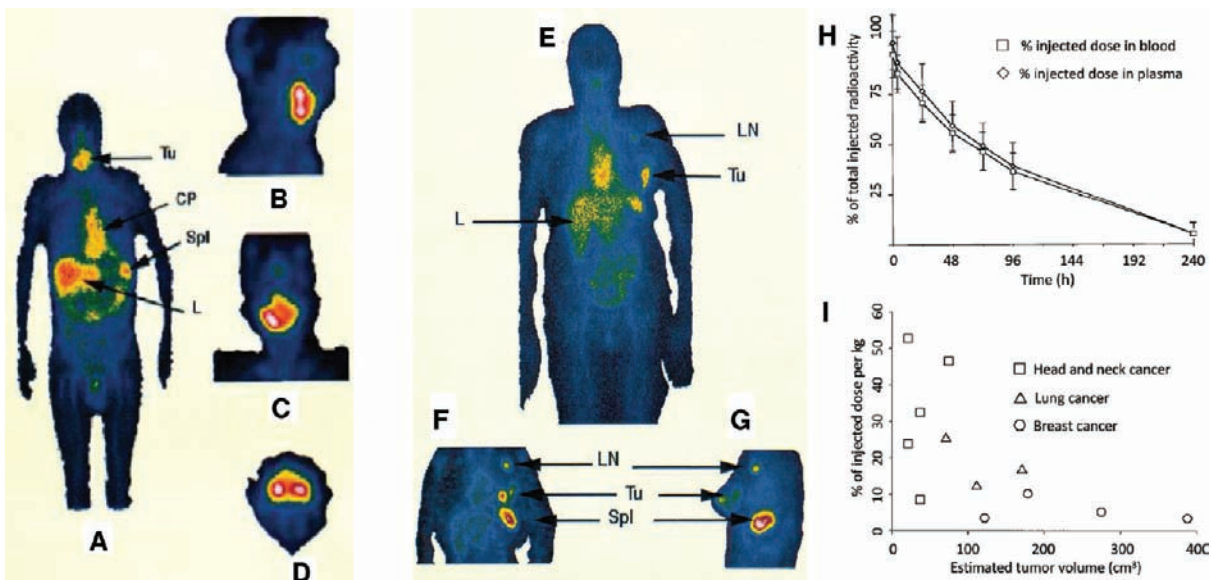 A
Tu
CP
Spl
L
B
C
D
E
LN
Tu
L
F
G
LN
Tu
Spl
H
% injected dose in blood
% injected dose in plasma
% of total injected radioactivity
100
75
50
25
0 48 96 144 192 240
Time (h)
I
Head and neck cancer
Lung cancer
Breast cancer
% of injected dose per kg
60
50
40
30
20
10
0
0 100 200 300 400
Estimated tumor volume (cm³)